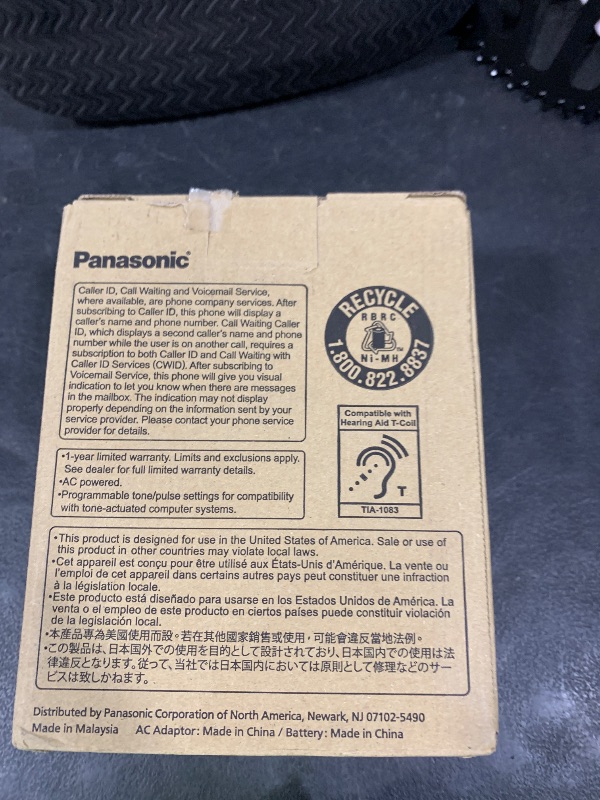 Panasonic
Caller ID, Call Waiting and Voicemail Service,
where available, are phone company services. After
subscribing to Caller ID, this phone will display a
caller's name and phone number. Call Waiting Caller
ID, which displays a second caller's name and phone
number while the user is on another call, requires a
subscription to both Caller ID and Call Waiting with
Caller ID Services (CWID). After subscribing to
Voicemail Service, this phone will give you visual
indication to let you know when there are messages
in the mailbox. The indication may not display
properly depending on the information sent by your
service provider. Please contact your phone service
provider for details.
RECYCLE
RBRC
TM
Ni-MH
1.800.822.8837
Compatible with
Hearing Aid T-Coil
T
TIA-1083
•1-year limited warranty. Limits and exclusions apply.
See dealer for full limited warranty details.
•AC powered.
•Programmable tone/pulse settings for compatibility
with tone-actuated computer systems.
•This product is designed for use in the United States of America. Sale or use of
this product in other countries may violate local laws.
•Cet appareil est conçu pour être utilisé aux États-Unis d'Amérique. La vente ou
l'emploi de cet appareil dans certains autres pays peut constituer une infraction
à la législation locale.
•Este producto está diseñado para usarse en los Estados Unidos de América. La
venta o el empleo de este producto en ciertos países puede constituir violación
de la legislación local.
•本產品專為美國使用而設。若在其他國家銷售或使用，可能會違反當地法例。
•この製品は、日本国外での使用を目的として設計されており、日本国内での使用は法
律違反となります。従って、当社では日本国内においては原則として修理などのサー
ビスは致しかねます。
Distributed by Panasonic Corporation of North America, Newark, NJ 07102-5490
Made in Malaysia AC Adaptor: Made in China / Battery: Made in China